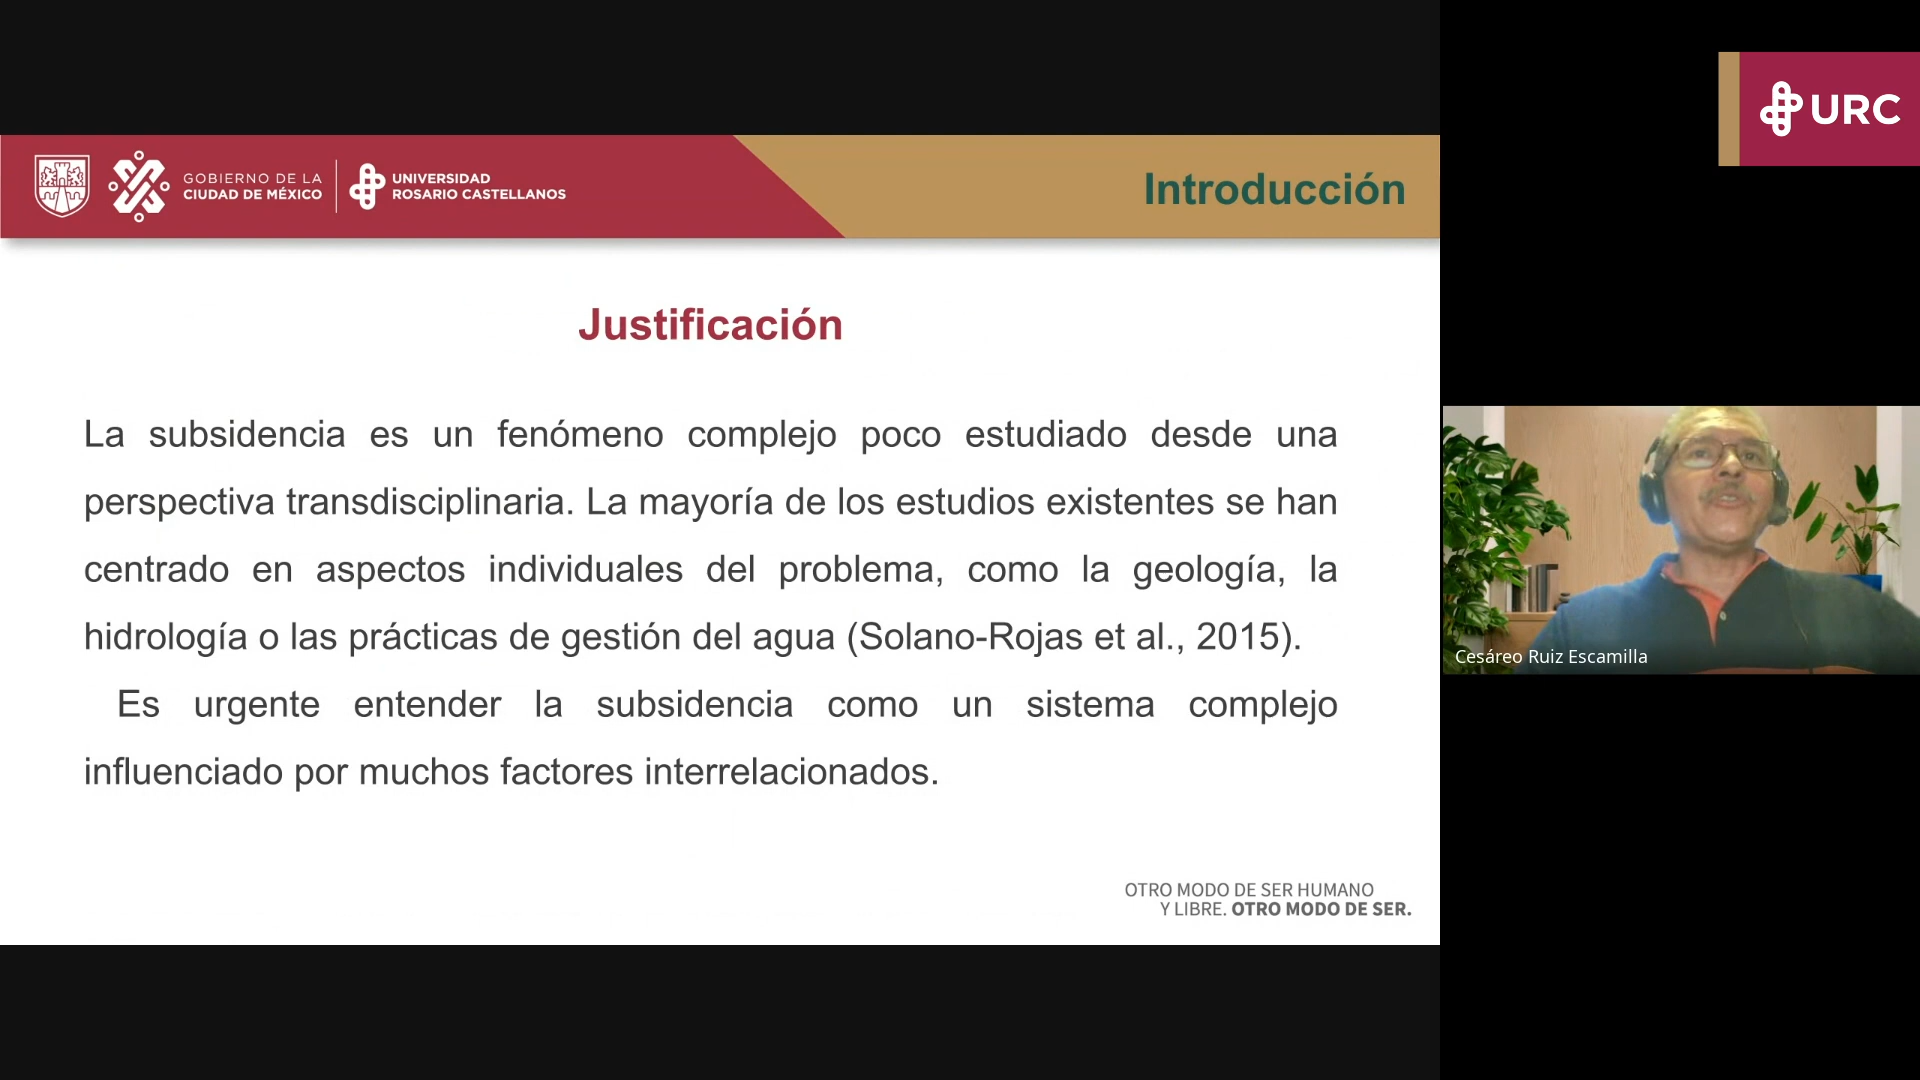 GOBIERNO DE LA
CIUDAD DE MÉXICO
UNIVERSIDAD
ROSARIO CASTELLANOS
Introducción
URC
Justificación
La subsidencia es un fenómeno complejo poco estudiado desde una
perspectiva transdisciplinaria. La mayoría de los estudios existentes se han
centrado en aspectos individuales del problema, como la geología, la
hidrología o las prácticas de gestión del agua (Solano-Rojas et al., 2015).
Es urgente entender la subsidencia como un sistema complejo
influenciado por muchos factores interrelacionados.
Cesáreo Ruiz Escamilla
OTRO MODO DE SER HUMANO
Y LIBRE. OTRO MODO DE SER.